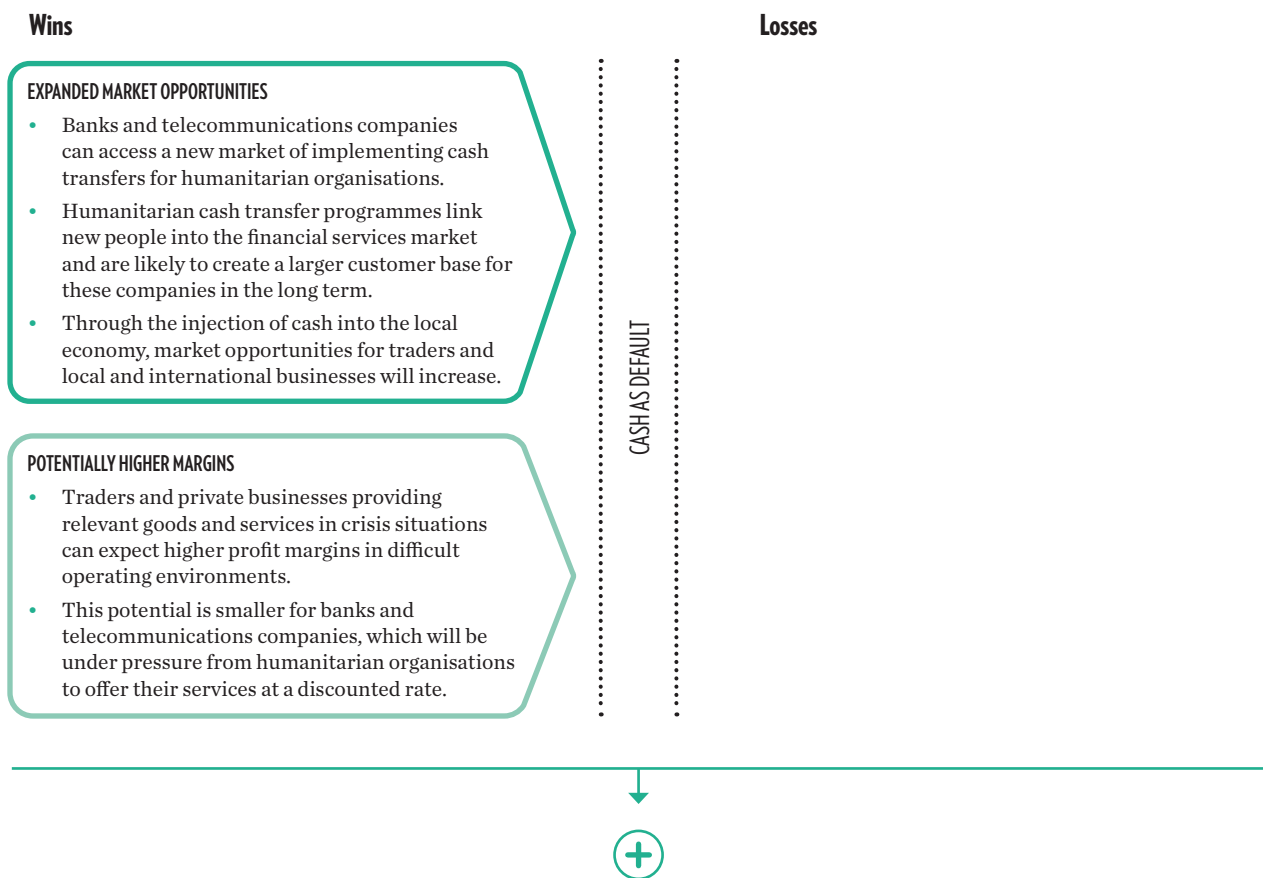 Wins
Losses
EXPANDED MARKET OPPORTUNITIES
• Banks and telecommunications companies
can access a new market of implementing cash
transfers for humanitarian organisations.
• Humanitarian cash transfer programmes link
new people into the financial services market
and are likely to create a larger customer base for
these companies in the long term.
• Through the injection of cash into the local
economy, market opportunities for traders and
local and international businesses will increase.
CASH AS DEFAULT
POTENTIALLY HIGHER MARGINS
• Traders and private businesses providing
relevant goods and services in crisis situations
can expect higher profit margins in difficult
operating environments.
• This potential is smaller for banks and
telecommunications companies, which will be
under pressure from humanitarian organisations
to offer their services at a discounted rate.
+